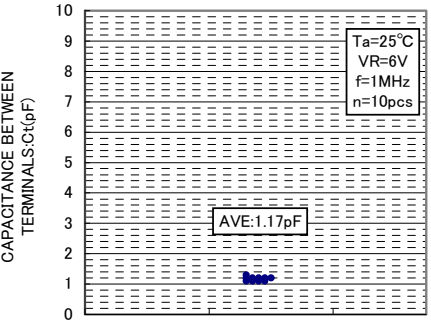 10
9
8
7
6
5
4
3
2
1
0
CAPACITANCE BETWEEN
TERMINALS:Ct(pF)
Ta=25℃
VR=6V
f=1MHz
n=10pcs
AVE:1.17pF